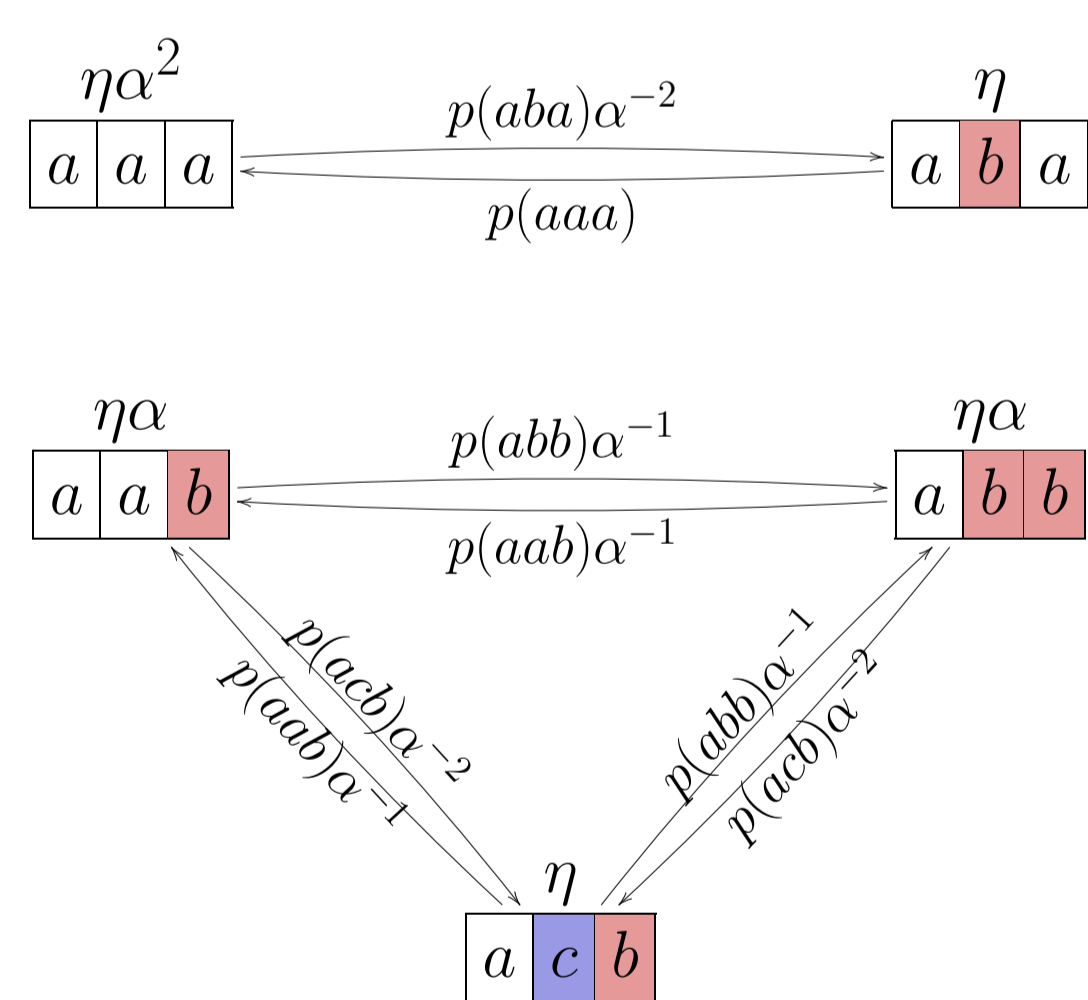 ηα²
p(aba)α⁻²
η
a a a
a b a
p(aaa)
ηα
p(abb)α⁻¹
ηα
a a b
a b b
p(aab)α⁻¹
p(acb)α⁻²
p(aab)α⁻¹
p(abb)α⁻¹
p(acb)α⁻²
η
a c b